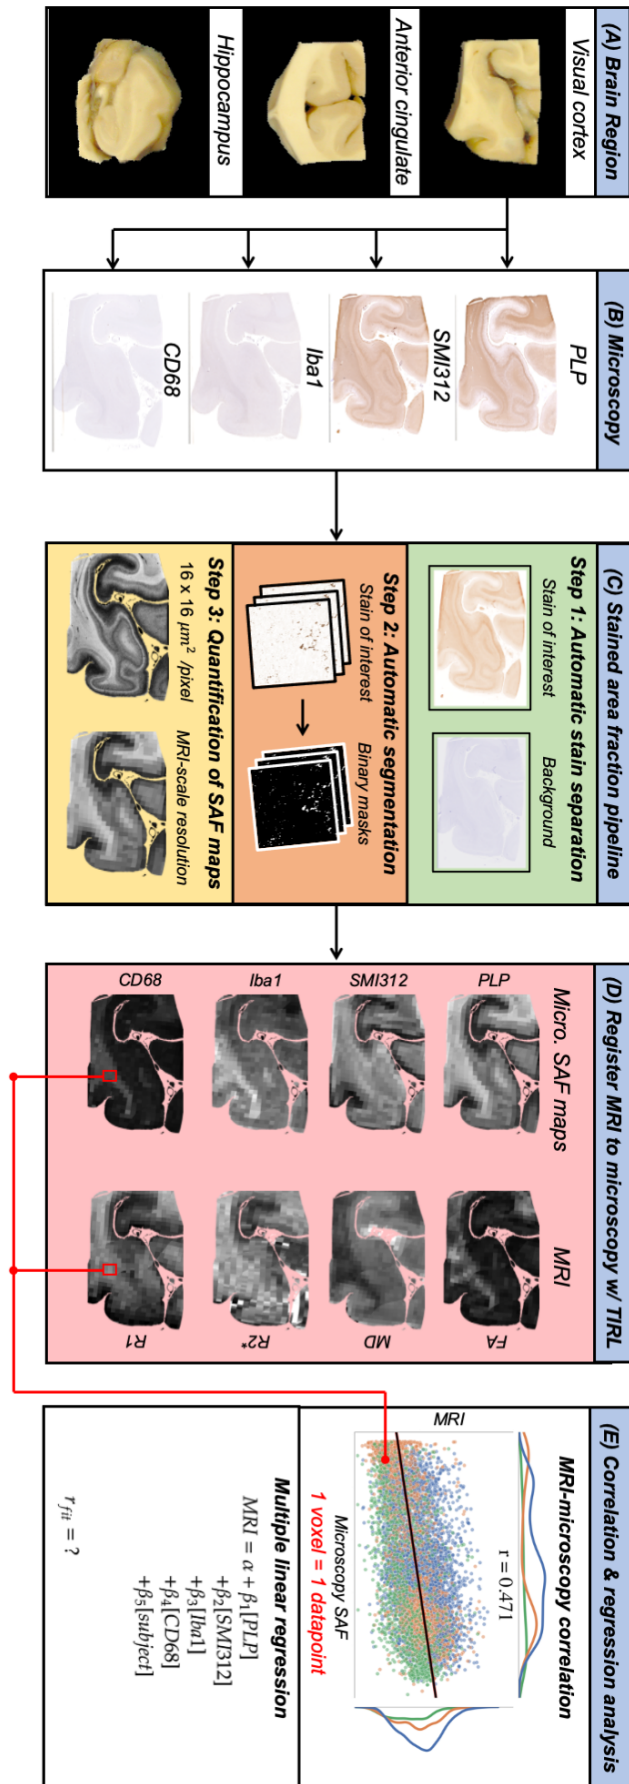 (A) Brain Region
Visual cortex
Anterior cingulate
Hippocampus
(B) Microscopy
PLP
SMI312
Iba1
CD68
(C) Stained area fraction pipeline
Step 1: Automatic stain separation
Stain of interest
Background
Step 2: Automatic segmentation
Stain of interest
Binary masks
Step 3: Quantification of SAF maps
16 x 16 μm² /pixel
MRI-scale resolution
(D) Register MRI to microscopy w/ TIRL
Micro. SAF maps
MRI
PLP
FA
SMI312
MD
Iba1
R2*
CD68
R1
(E) Correlation & regression analysis
MRI-microscopy correlation
r = 0.471
MRI
Microscopy SAF
1 voxel = 1 datapoint
Multiple linear regression
MRI = α + β₁[PLP]
+β₂[SMI312]
+β₃[Iba1]
+β₄[CD68]
+β₅[subject]
r_fit = ?